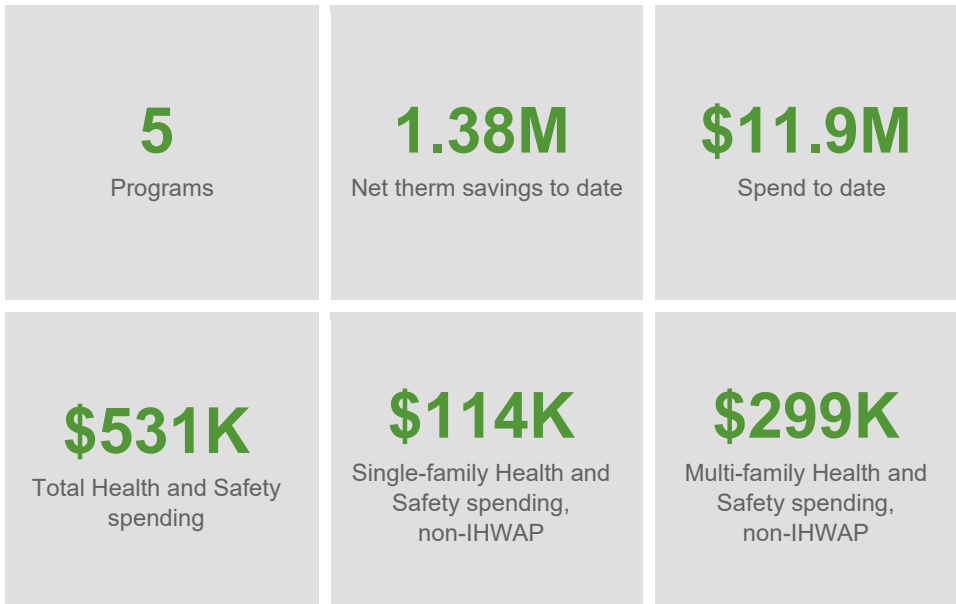 5
Programs
1.38M
Net therm savings to date
$11.9M
Spend to date
$531K
Total Health and Safety
spending
$114K
Single-family Health and
Safety spending,
non-IHWAP
$299K
Multi-family Health and
Safety spending,
non-IHWAP